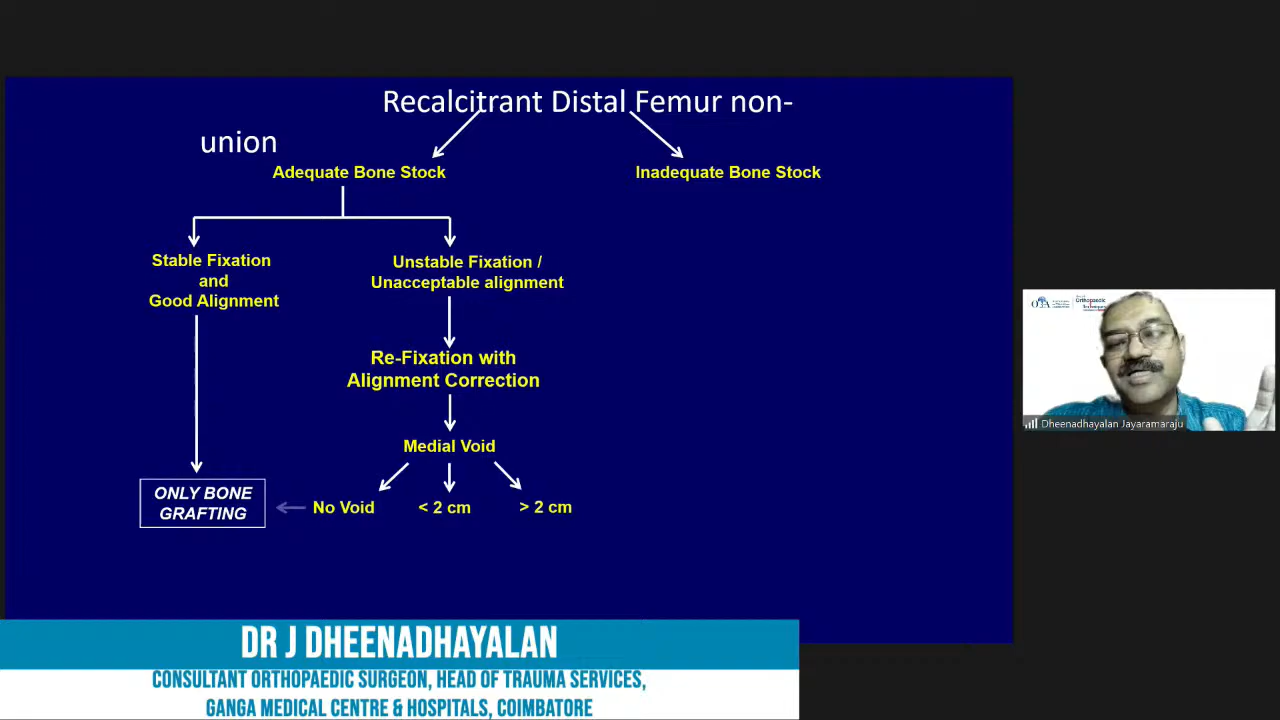 Recalcitrant Distal Femur non-
union
Adequate Bone Stock
Inadequate Bone Stock
Stable Fixation
and
Good Alignment
Unstable Fixation /
Unacceptable alignment
Re-Fixation with
Alignment Correction
Medial Void
No Void
< 2 cm
> 2 cm
ONLY BONE
GRAFTING
Orthopaedic
Dheenadhayalan Jayaramaraju
DR J DHEENADHAYALAN
CONSULTANT ORTHOPAEDIC SURGEON, HEAD OF TRAUMA SERVICES,
GANGA MEDICAL CENTRE & HOSPITALS, COIMBATORE